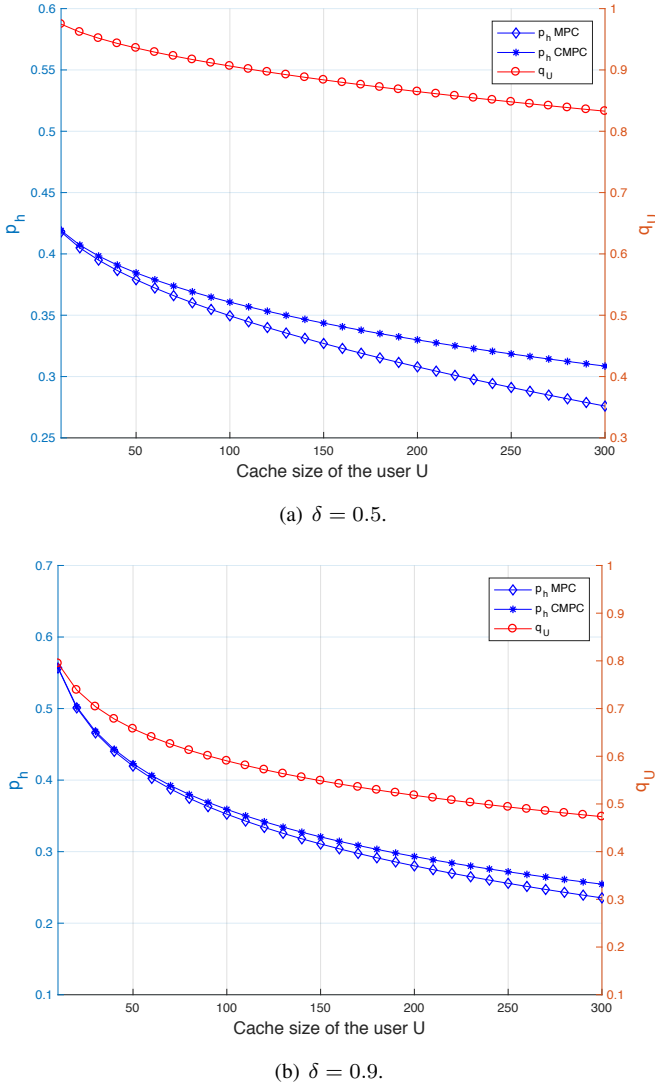 0.6
0.55
0.5
0.45
0.4
0.35
0.3
0.25
p_h
1
0.9
0.8
0.7
0.6
0.5
0.4
0.3
q_U
p_h MPC
p_h CMPC
q_U
50 100 150 200 250 300
Cache size of the user U
(a) δ = 0.5.
0.7
0.6
0.5
0.4
0.3
0.2
0.1
p_h
1
0.9
0.8
0.7
0.6
0.5
0.4
0.3
0.2
0.1
q_U
p_h MPC
p_h CMPC
q_U
50 100 150 200 250 300
Cache size of the user U
(b) δ = 0.9.